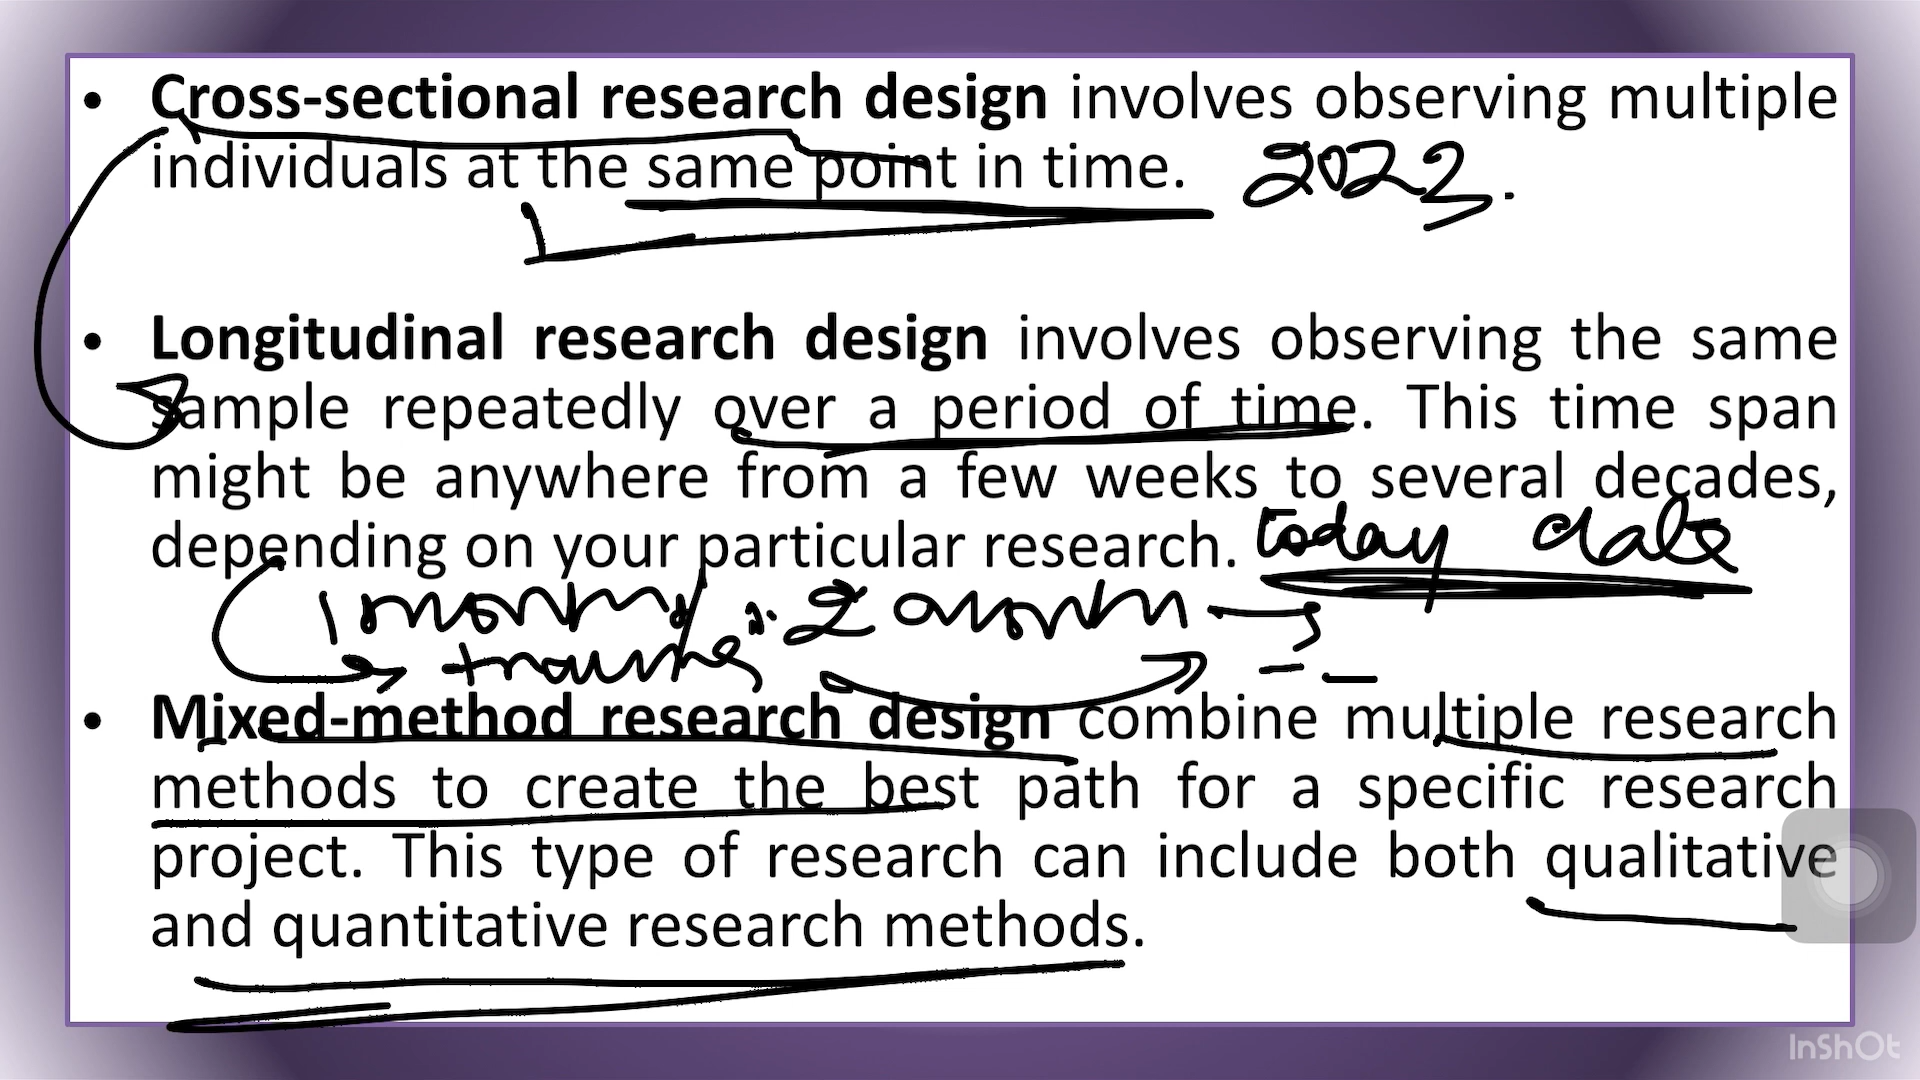 • Cross-sectional research design involves observing multiple
individuals at the same point in time. 2023.
• Longitudinal research design involves observing the same
sample repeatedly over a period of time. This time span
might be anywhere from a few weeks to several decades,
depending on your particular research. today date
1 month 2 month
training
• Mixed-method research design combine multiple research
methods to create the best path for a specific research
project. This type of research can include both qualitative
and quantitative research methods.
InShOt